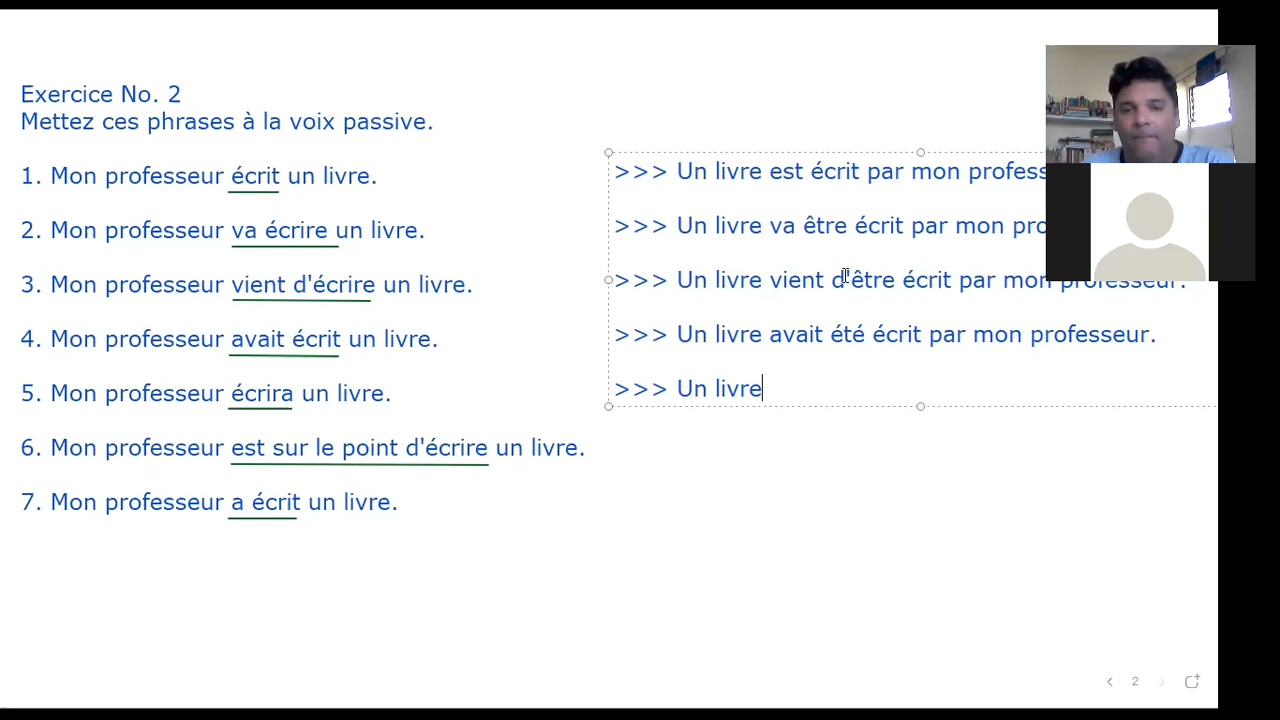 Exercice No. 2
Mettez ces phrases à la voix passive.
1. Mon professeur écrit un livre.
>>> Un livre est écrit par mon profess
2. Mon professeur va écrire un livre.
>>> Un livre va être écrit par mon pro
3. Mon professeur vient d'écrire un livre.
>>> Un livre vient d'être écrit par mon professeur.
4. Mon professeur avait écrit un livre.
>>> Un livre avait été écrit par mon professeur.
5. Mon professeur écrira un livre.
>>> Un livre
6. Mon professeur est sur le point d'écrire un livre.
7. Mon professeur a écrit un livre.
2